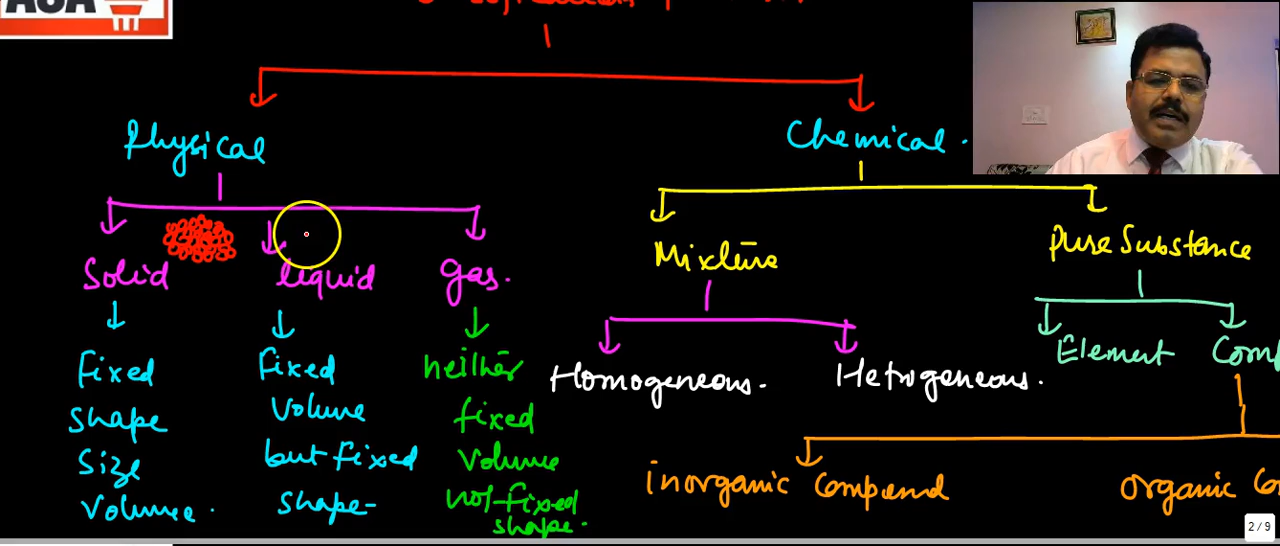 Physical
Chemical.
Solid
liquid
gas.
Mixture
Pure Substance
Fixed
Shape
Size
Volume.
Fixed
Volume
but fixed
shape-
neither
fixed
Volume
not-fixed
shape.
Homogeneous.
Hetrogeneous.
Element
inorganic Compound
organic
2/9